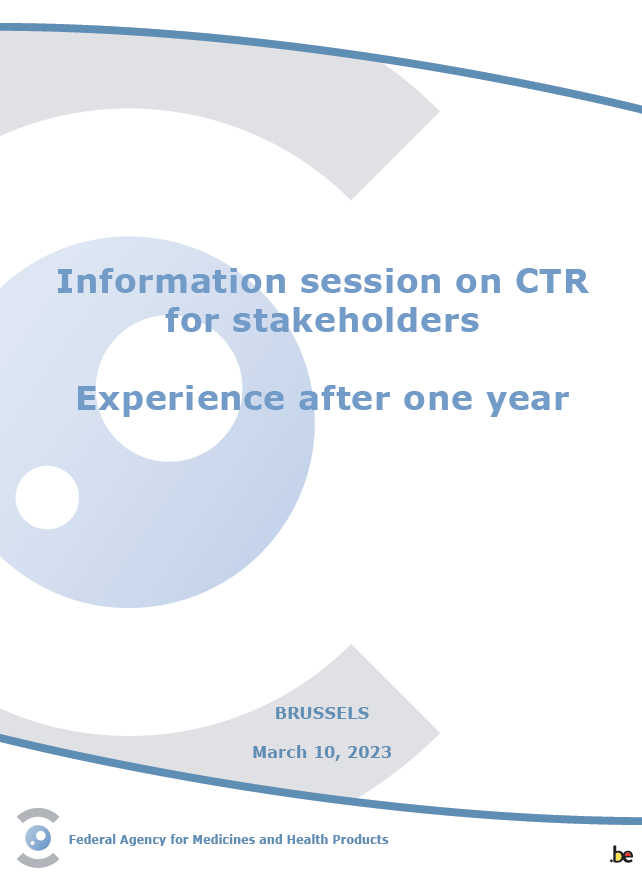 Information session on CTR
for stakeholders
Experience after one year
BRUSSELS
March 10, 2023
Federal Agency for Medicines and Health Products
.be